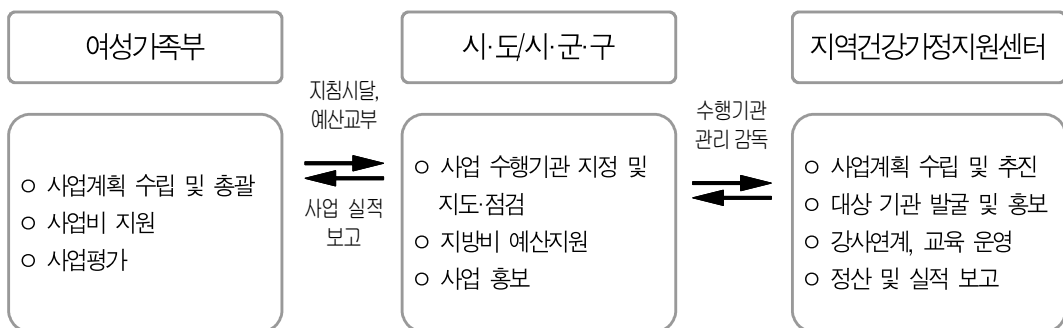 여성가족부
시·도/시·군·구
지역건강가정지원센터
지침시달,
예산교부
사업 실적
보고
수행기관
관리 감독
○ 사업계획 수립 및 총괄
○ 사업비 지원
○ 사업평가
○ 사업 수행기관 지정 및
지도·점검
○ 지방비 예산지원
○ 사업 홍보
○ 사업계획 수립 및 추진
○ 대상 기관 발굴 및 홍보
○ 강사연계, 교육 운영
○ 정산 및 실적 보고